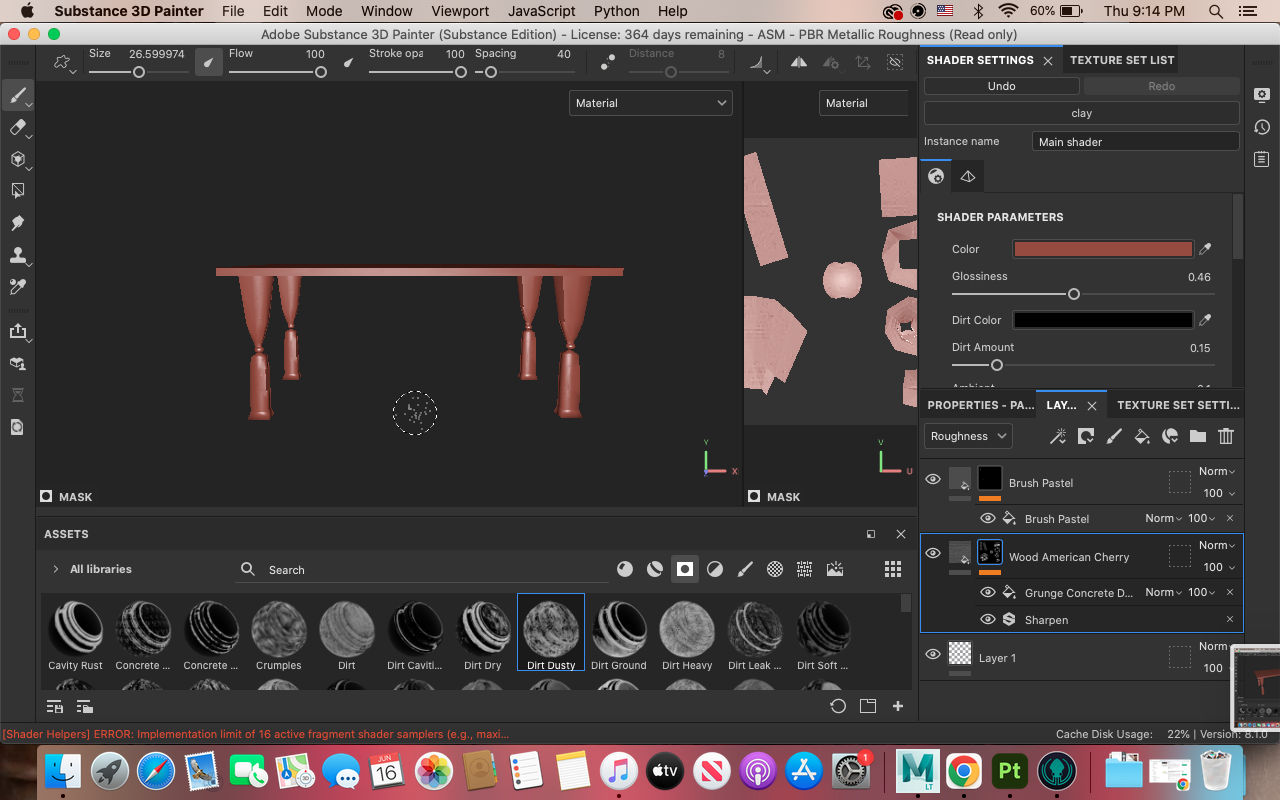 Substance 3D Painter File Edit Mode Window Viewport JavaScript Python Help 60% Thu 9:14 PM
Adobe Substance 3D Painter (Substance Edition) - License: 364 days remaining - ASM - PBR Metallic Roughness (Read only)
Size 26.599974 Flow 100 Stroke opa 100 Spacing 40 Distance 8
SHADER SETTINGS TEXTURE SET LIST
Undo Redo
clay
Instance name Main shader
Material
Material
SHADER PARAMETERS
Color
Glossiness 0.46
Dirt Color
Dirt Amount 0.15
Y
X
V
U
MASK
MASK
PROPERTIES - PA... LAY... TEXTURE SET SETTI...
Roughness
Brush Pastel Norm 100
Brush Pastel Norm 100
Wood American Cherry Norm 100
Grunge Concrete D... Norm 100
Sharpen
Layer 1 Norm 100
ASSETS
All libraries Search
Cavity Rust Concrete ... Concrete ... Crumples Dirt Dirt Caviti... Dirt Dry Dirt Dusty Dirt Ground Dirt Heavy Dirt Leak ... Dirt Soft ...
[Shader Helpers] ERROR: Implementation limit of 16 active fragment shader samplers (e.g., maxi...
Cache Disk Usage: 22% | Version: 8.1.0
JUN
16
tv
1
M
LT
Pt